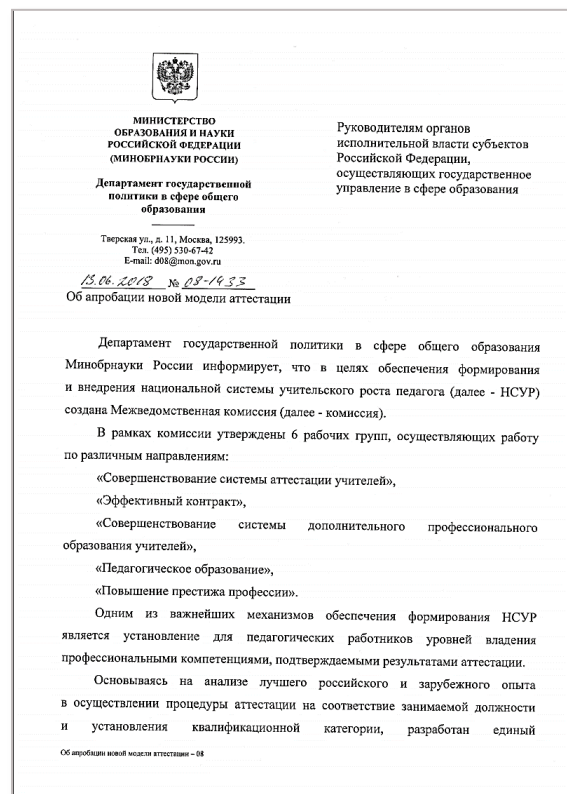 МИНИСТЕРСТВО
ОБРАЗОВАНИЯ И НАУКИ
РОССИЙСКОЙ ФЕДЕРАЦИИ
(МИНОБРНАУКИ РОССИИ)
Департамент государственной
политики в сфере общего
образования
Тверская ул., д. 11, Москва, 125993.
Тел. (495) 530-67-42
E-mail: d08@mon.gov.ru
13.06.2018 № 08-1433
Об апробации новой модели аттестации
Руководителям органов
исполнительной власти субъектов
Российской Федерации,
осуществляющих государственное
управление в сфере образования
Департамент государственной политики в сфере общего образования
Минобрнауки России информирует, что в целях обеспечения формирования
и внедрения национальной системы учительского роста педагога (далее - НСУР)
создана Межведомственная комиссия (далее - комиссия).
В рамках комиссии утверждены 6 рабочих групп, осуществляющих работу
по различным направлениям:
«Совершенствование системы аттестации учителей»,
«Эффективный контракт»,
«Совершенствование системы дополнительного профессионального
образования учителей»,
«Педагогическое образование»,
«Повышение престижа профессии».
Одним из важнейших механизмов обеспечения формирования НСУР
является установление для педагогических работников уровней владения
профессиональными компетенциями, подтверждаемыми результатами аттестации.
Основываясь на анализе лучшего российского и зарубежного опыта
в осуществлении процедуры аттестации на соответствие занимаемой должности
и установления квалификационной категории, разработан единый
Об апробации новой модели аттестации – 08